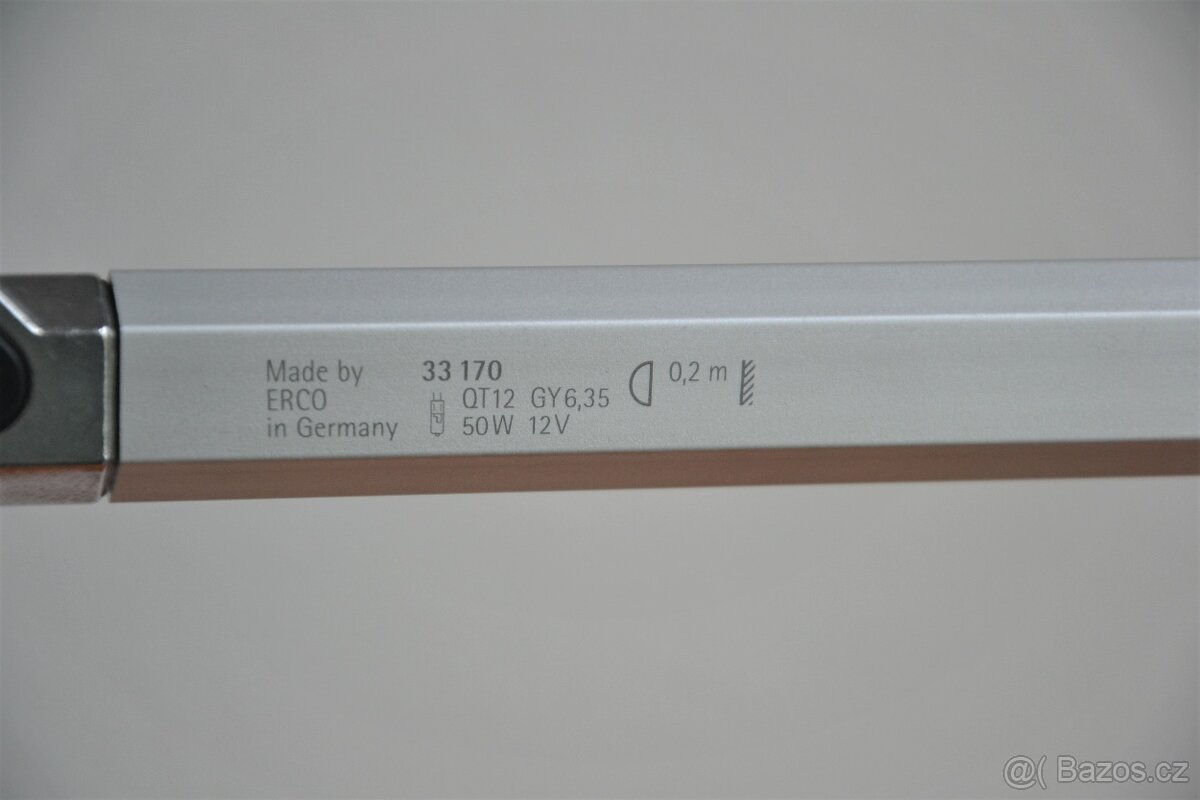 Made by
ERCO
in Germany
33 170
QT12 GY6,35
50W 12V
0,2 m
@( Bazos.cz